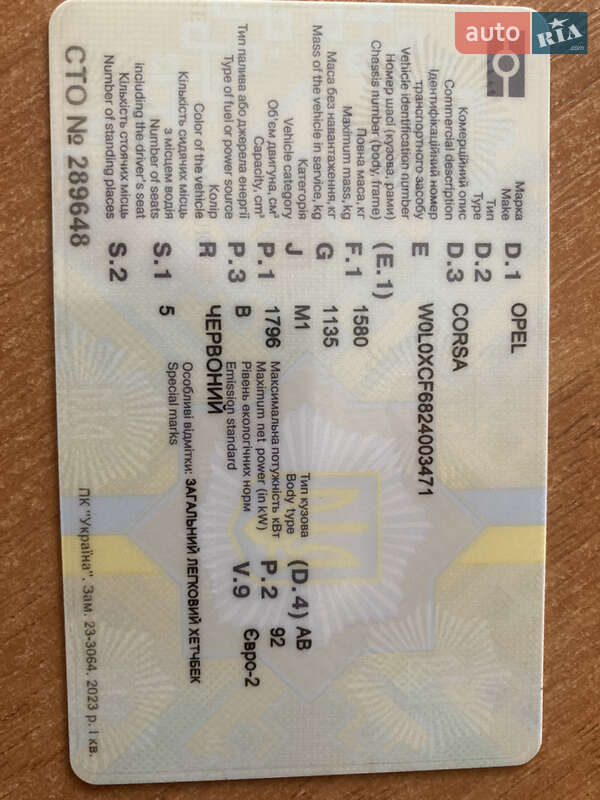 auto RIA .com
Марка D.1 OPEL
Make
Тип D.2
Type
Комерційний опис D.3 CORSA
Commercial description
Ідентифікаційний номер E W0L0XCF6824003471
транспортного засобу
Vehicle identification number
Номер шасі (кузова, рами) (E.1)
Chassis number (body, frame)
Повна маса, кг F.1 1580 Тип кузова (D.4) АВ
Maximum mass, kg Body type
Маса без навантаження, кг G 1135
Mass of the vehicle in service, kg
Категорія J M1
Vehicle category
Об'єм двигуна, см³ P.1 1796 Максимальна потужність кВт P.2 92
Capacity, cm³ Maximum net power (in kW)
Тип палива або джерела енергії P.3 B Рівень екологічних норм V.9 Євро-2
Type of fuel or power source Emission standard
Колір R ЧЕРВОНИЙ
Color of the vehicle
Кількість сидячих місць S.1 5 Особливі відмітки: ЗАГАЛЬНИЙ ЛЕГКОВИЙ ХЕТЧБЕК
з місцем водія Special marks
Number of seats
including the driver's seat
Кількість стоячих місць S.2
Number of standing places
СТО № 289648
ПК "Україна". Зам. 23-3064. 2023 р. І кв.